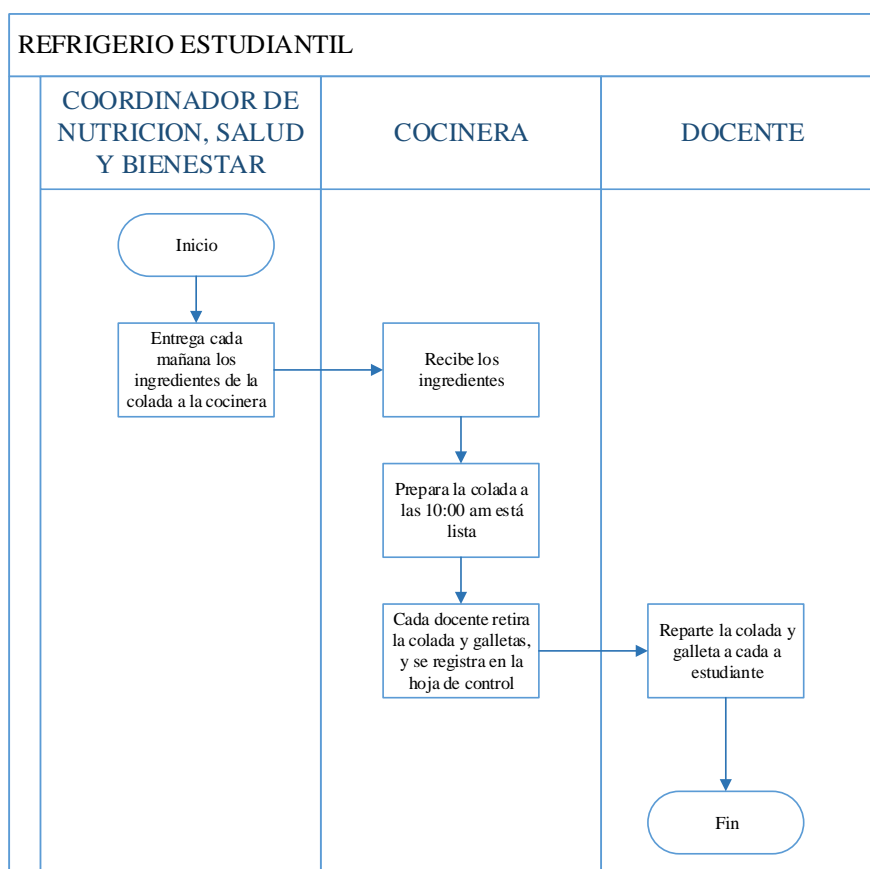 REFRIGERIO ESTUDIANTIL
COORDINADOR DE
NUTRICION, SALUD
Y BIENESTAR
COCINERA
DOCENTE
Inicio
Entrega cada
mañana los
ingredientes de la
colada a la cocinera
Recibe los
ingredientes
Prepara la colada a
las 10:00 am está
lista
Cada docente retira
la colada y galletas,
y se registra en la
hoja de control
Reparte la colada y
galleta a cada a
estudiante
Fin